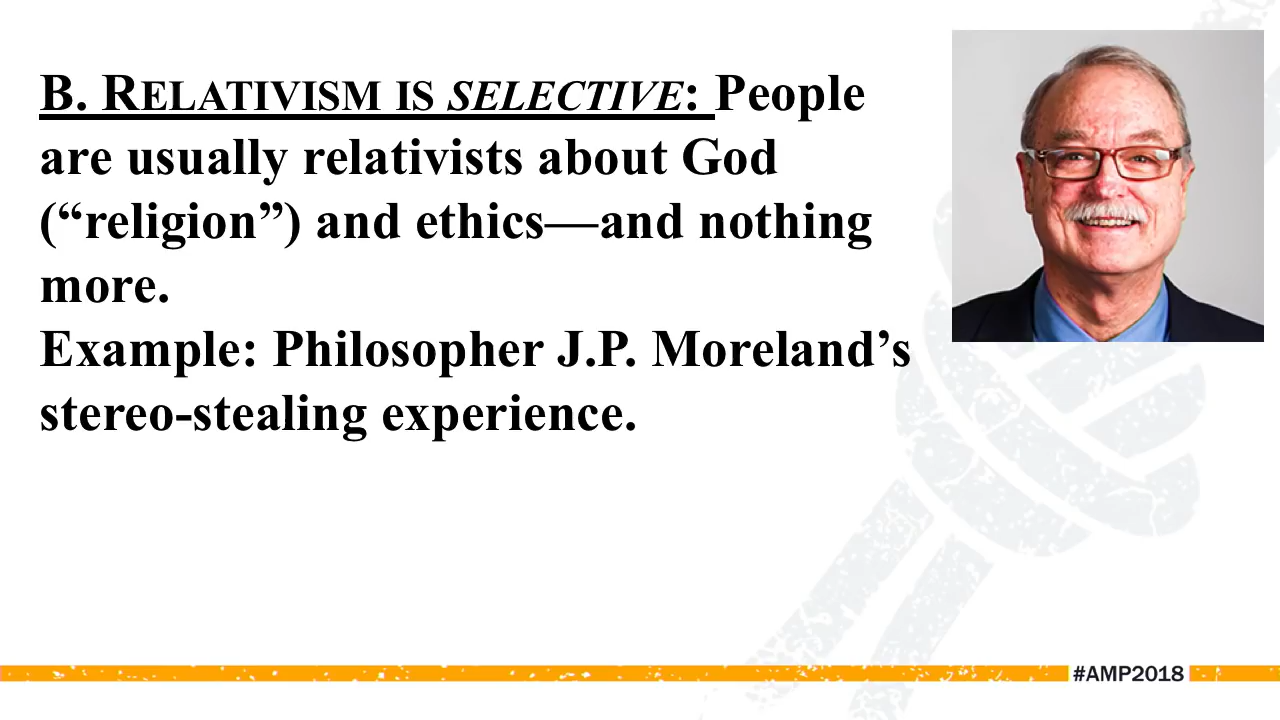 B. RELATIVISM IS SELECTIVE: People
are usually relativists about God
(“religion”) and ethics—and nothing
more.
Example: Philosopher J.P. Moreland’s
stereo-stealing experience.
#AMP2018